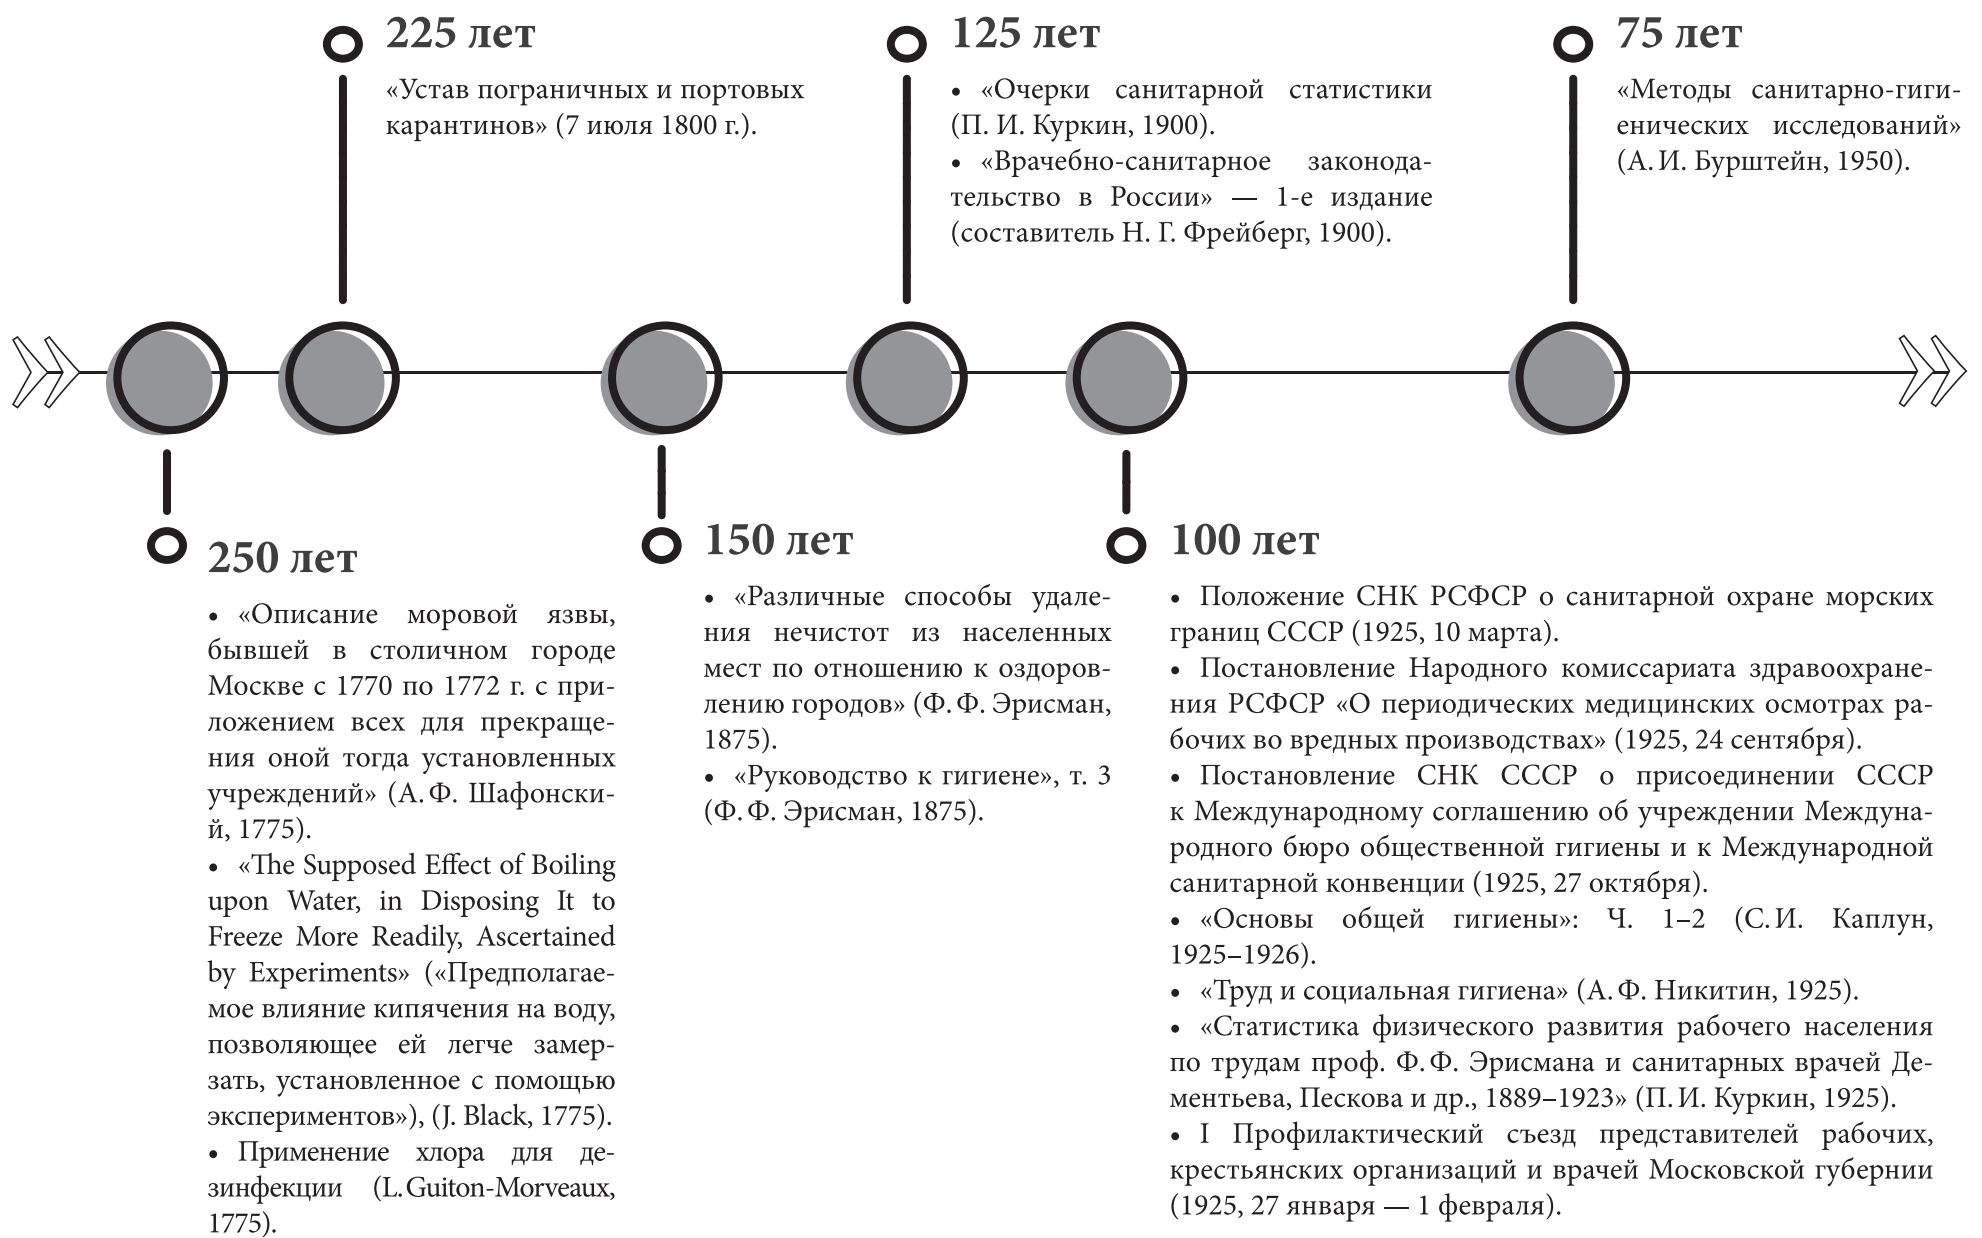 225 лет
«Устав пограничных и портовых
карантинов» (7 июля 1800 г.).
125 лет
• «Очерки санитарной статистики
(П. И. Куркин, 1900).
• «Врачебно-санитарное законода-
тельство в России» — 1-е издание
(составитель Н. Г. Фрейберг, 1900).
75 лет
«Методы санитарно-гиги-
енических исследований»
(А. И. Бурштейн, 1950).
250 лет
• «Описание моровой язвы,
бывшей в столичном городе
Москве с 1770 по 1772 г. с при-
ложением всех для прекраще-
ния оной тогда установленных
учреждений» (А. Ф. Шафонски-
й, 1775).
• «The Supposed Effect of Boiling
upon Water, in Disposing It to
Freeze More Readily, Ascertained
by Experiments» («Предполагае-
мое влияние кипячения на воду,
позволяющее ей легче замер-
зать, установленное с помощью
экспериментов»), (J. Black, 1775).
• Применение хлора для де-
зинфекции (L. Guiton-Morveaux,
1775).
150 лет
• «Различные способы удале-
ния нечистот из населенных
мест по отношению к оздоров-
лению городов» (Ф. Ф. Эрисман,
1875).
• «Руководство к гигиене», т. 3
(Ф. Ф. Эрисман, 1875).
100 лет
• Положение СНК РСФСР о санитарной охране морских
границ СССР (1925, 10 марта).
• Постановление Народного комиссариата здравоохране-
ния РСФСР «О периодических медицинских осмотрах ра-
бочих во вредных производствах» (1925, 24 сентября).
• Постановление СНК СССР о присоединении СССР
к Международному соглашению об учреждении Междуна-
родного бюро общественной гигиены и к Международной
санитарной конвенции (1925, 27 октября).
• «Основы общей гигиены»: Ч. 1–2 (С. И. Каплун,
1925–1926).
• «Труд и социальная гигиена» (А. Ф. Никитин, 1925).
• «Статистика физического развития рабочего населения
по трудам проф. Ф. Ф. Эрисмана и санитарных врачей Де-
ментьева, Пескова и др., 1889–1923» (П. И. Куркин, 1925).
• I Профилактический съезд представителей рабочих,
крестьянских организаций и врачей Московской губернии
(1925, 27 января — 1 февраля).